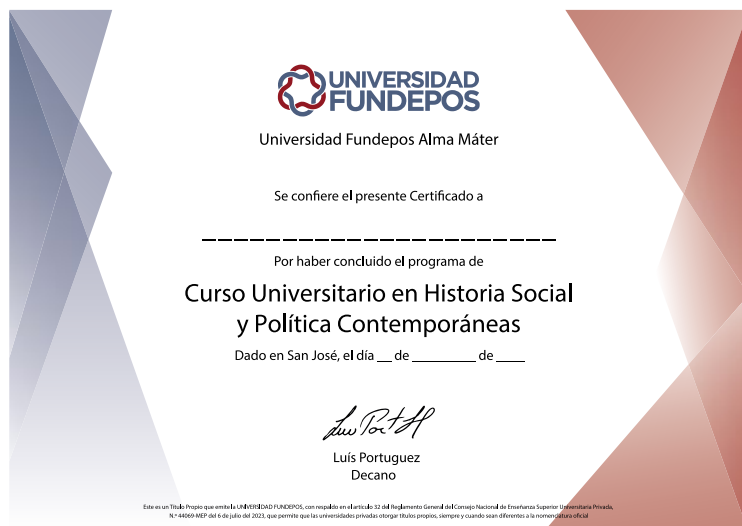 UNIVERSIDAD
FUNDEPOS
Universidad Fundepos Alma Máter
Se confiere el presente Certificado a
Por haber concluido el programa de
Curso Universitario en Historia Social
y Política Contemporáneas
Dado en San José, el día __ de ________ de ____
Luís Portuguez
Decano
Este es un Título Propio que emite la UNIVERSIDAD FUNDEPOS, con respaldo en el artículo 32 del Reglamento General del Consejo Nacional de Enseñanza Superior Universitaria Privada,
N.º 44069-MEP del 6 de julio del 2023, que permite que las universidades privadas otorgar títulos propios, siempre y cuando sean diferentes a la nomenclatura oficial